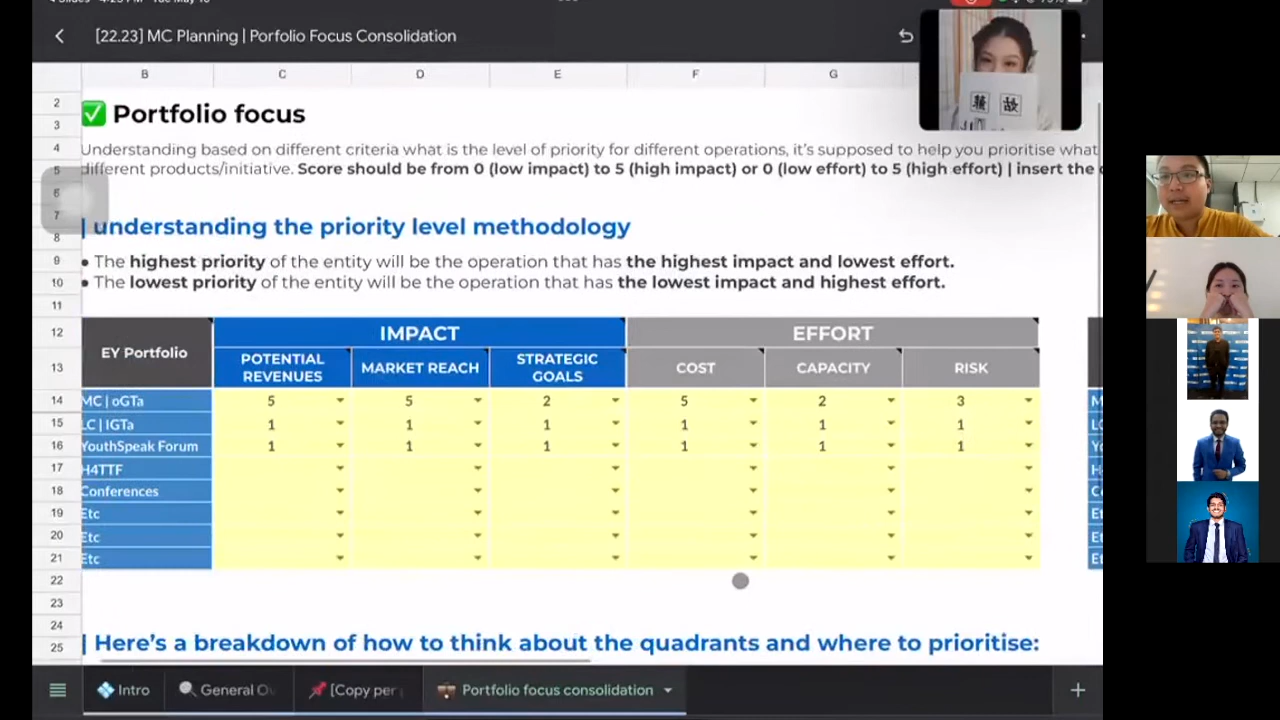 [22.23] MC Planning | Porfolio Focus Consolidation
B C D E F G
2
✅ Portfolio focus
3
4 Understanding based on different criteria what is the level of priority for different operations, it's supposed to help you prioritise what
5 different products/initiative. Score should be from 0 (low impact) to 5 (high impact) or 0 (low effort) to 5 (high effort) | insert the
6
7
| understanding the priority level methodology
8
9 • The highest priority of the entity will be the operation that has the highest impact and lowest effort.
10 • The lowest priority of the entity will be the operation that has the lowest impact and highest effort.
11
12 IMPACT EFFORT
EY Portfolio
13 POTENTIAL REVENUES MARKET REACH STRATEGIC GOALS COST CAPACITY RISK
14 MC | oGTa 5 5 2 5 2 3
15 LC | IGTa 1 1 1 1 1 1
16 YouthSpeak Forum 1 1 1 1 1 1
17 H4TTF
18 Conferences
19 Etc
20 Etc
21 Etc
22
23
24
25 | Here's a breakdown of how to think about the quadrants and where to prioritise:
Intro General Ov [Copy per Portfolio focus consolidation